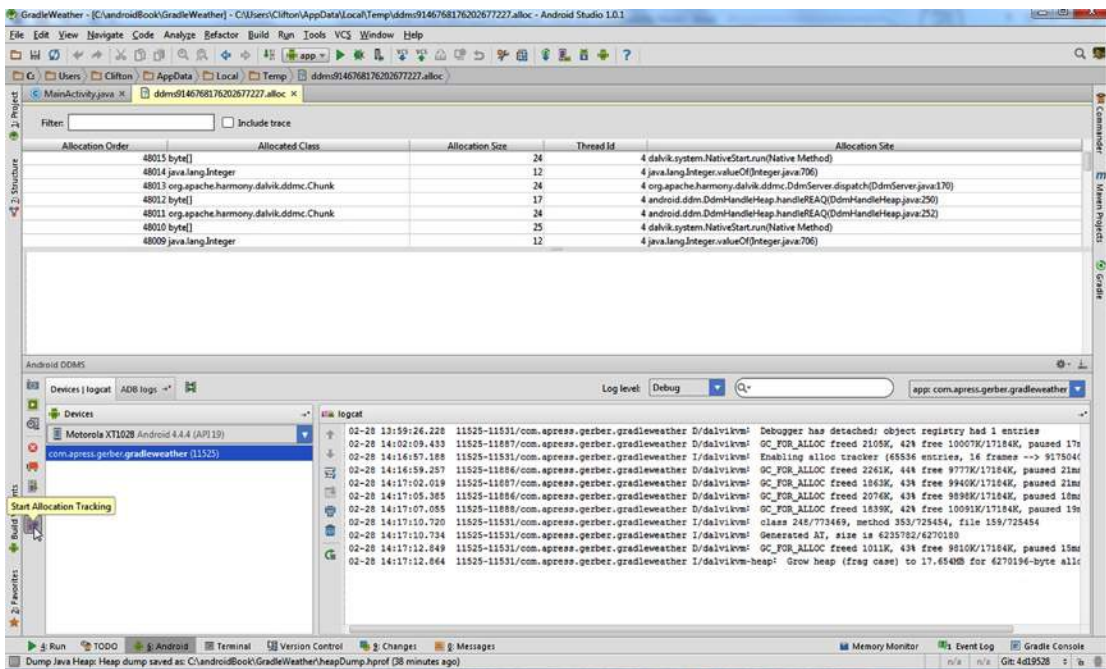 GradleWeather - [C:\androidBook\GradleWeather] - C:\Users\Clifton\AppData\Local\Temp\ddms9146768176202677227.alloc - Android Studio 1.0.1
File Edit View Navigate Code Analyze Refactor Build Run Tools VCS Window Help
app
C: Users Clifton AppData Local Temp ddms9146768176202677227.alloc
MainActivity.java ddms9146768176202677227.alloc
Filter: Include trace
Allocation Order Allocated Class Allocation Size Thread Id Allocation Site
48015 byte[] 24 4 dalvik.system.NativeStart.run(Native Method)
48014 java.lang.Integer 12 4 java.lang.Integer.valueOf(Integer.java:706)
48013 org.apache.harmony.dalvik.ddmc.Chunk 24 4 org.apache.harmony.dalvik.ddmc.DdmServer.dispatch(DdmServer.java:170)
48012 byte[] 17 4 android.ddm.DdmHandleHeap.handleREAQ(DdmHandleHeap.java:250)
48011 org.apache.harmony.dalvik.ddmc.Chunk 24 4 android.ddm.DdmHandleHeap.handleREAQ(DdmHandleHeap.java:252)
48010 byte[] 25 4 dalvik.system.NativeStart.run(Native Method)
48009 java.lang.Integer 12 4 java.lang.Integer.valueOf(Integer.java:706)
1: Project
2: Structure
Commander
Maven Projects
Gradle
Android DDMS
Devices | logcat ADB logs Log level: Debug app: com.apress.gerber.gradleweather
Devices logcat
Motorola XT1028 Android 4.4.4 (API 19)
com.apress.gerber.gradleweather (11525)
02-28 13:59:26.228 11525-11531/com.apress.gerber.gradleweather D/dalvikvm: Debugger has detached; object registry had 1 entries
02-28 14:02:09.433 11525-11887/com.apress.gerber.gradleweather D/dalvikvm: GC_FOR_ALLOC freed 2105K, 42% free 10007K/17184K, paused 17m
02-28 14:16:57.188 11525-11531/com.apress.gerber.gradleweather I/dalvikvm: Enabling alloc tracker (65536 entries, 16 frames --> 9175040
02-28 14:16:59.257 11525-11886/com.apress.gerber.gradleweather D/dalvikvm: GC_FOR_ALLOC freed 2261K, 44% free 9777K/17184K, paused 21ms
02-28 14:17:02.019 11525-11887/com.apress.gerber.gradleweather D/dalvikvm: GC_FOR_ALLOC freed 1863K, 43% free 9940K/17184K, paused 21ms
02-28 14:17:05.385 11525-11886/com.apress.gerber.gradleweather D/dalvikvm: GC_FOR_ALLOC freed 2076K, 43% free 9898K/17184K, paused 18ms
02-28 14:17:07.055 11525-11888/com.apress.gerber.gradleweather D/dalvikvm: GC_FOR_ALLOC freed 1839K, 42% free 10091K/17184K, paused 19m
02-28 14:17:10.720 11525-11531/com.apress.gerber.gradleweather I/dalvikvm: class 248/773469, method 353/725454, file 159/725454
02-28 14:17:10.734 11525-11531/com.apress.gerber.gradleweather I/dalvikvm: Generated AT, size is 6235782/6270180
02-28 14:17:12.849 11525-11531/com.apress.gerber.gradleweather D/dalvikvm: GC_FOR_ALLOC freed 1011K, 43% free 9810K/17184K, paused 15ms
02-28 14:17:12.864 11525-11531/com.apress.gerber.gradleweather I/dalvikvm-heap: Grow heap (frag case) to 17.654MB for 6270196-byte allo
Start Allocation Tracking
2: Favorites
4: Run TODO 6: Android Terminal Version Control 9: Changes 0: Messages Memory Monitor 1 Event Log Gradle Console
Dump Java Heap: Heap dump saved as: C:\androidBook\GradleWeather\heapDump.hprof (38 minutes ago) n/a n/a Git: 4d19528